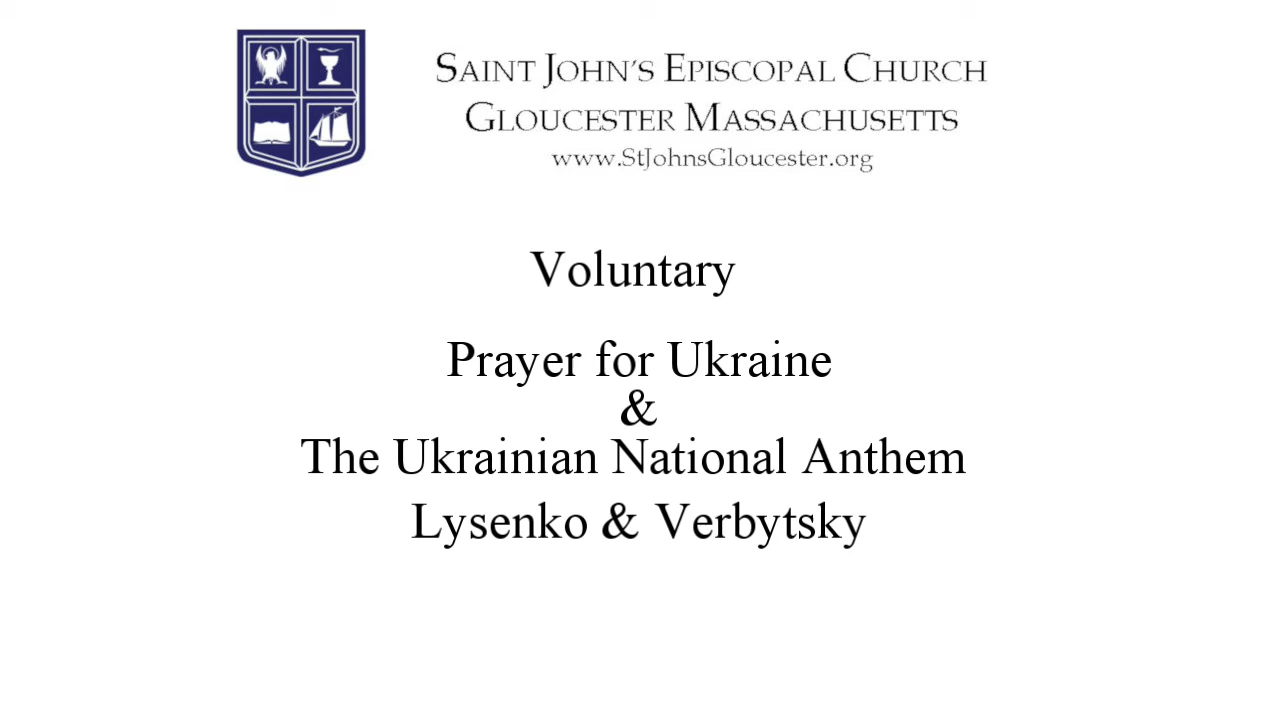 SAINT JOHN'S EPISCOPAL CHURCH
GLOUCESTER MASSACHUSETTS
www.StJohnsGloucester.org
Voluntary
Prayer for Ukraine
&
The Ukrainian National Anthem
Lysenko & Verbytsky